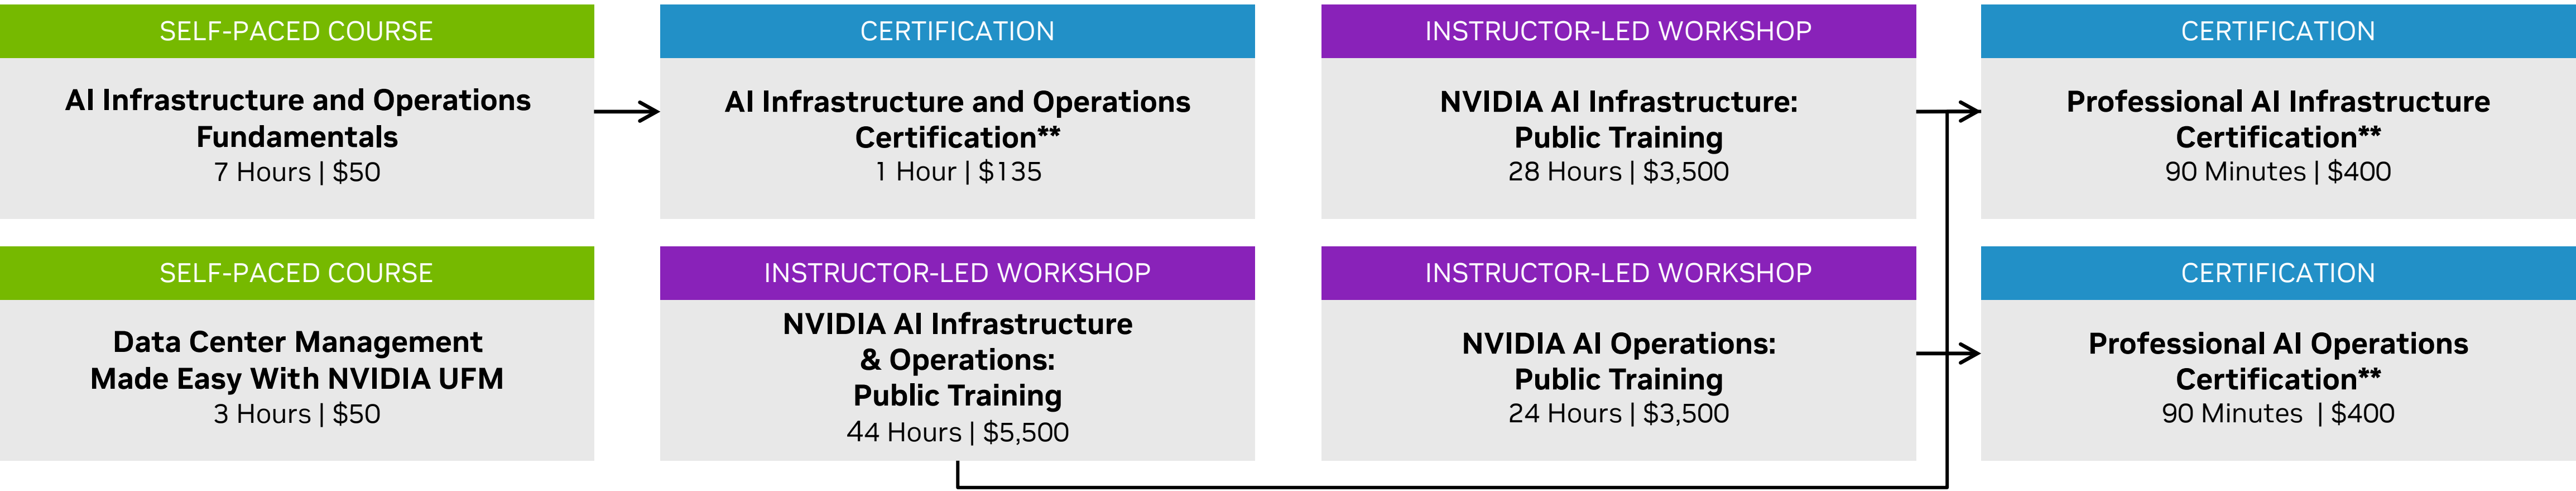 SELF-PACED COURSE
AI Infrastructure and Operations
Fundamentals
7 Hours | $50
CERTIFICATION
AI Infrastructure and Operations
Certification**
1 Hour | $135
INSTRUCTOR-LED WORKSHOP
NVIDIA AI Infrastructure:
Public Training
28 Hours | $3,500
CERTIFICATION
Professional AI Infrastructure
Certification**
90 Minutes | $400
SELF-PACED COURSE
Data Center Management
Made Easy With NVIDIA UFM
3 Hours | $50
INSTRUCTOR-LED WORKSHOP
NVIDIA AI Infrastructure
& Operations:
Public Training
44 Hours | $5,500
INSTRUCTOR-LED WORKSHOP
NVIDIA AI Operations:
Public Training
24 Hours | $3,500
CERTIFICATION
Professional AI Operations
Certification**
90 Minutes | $400